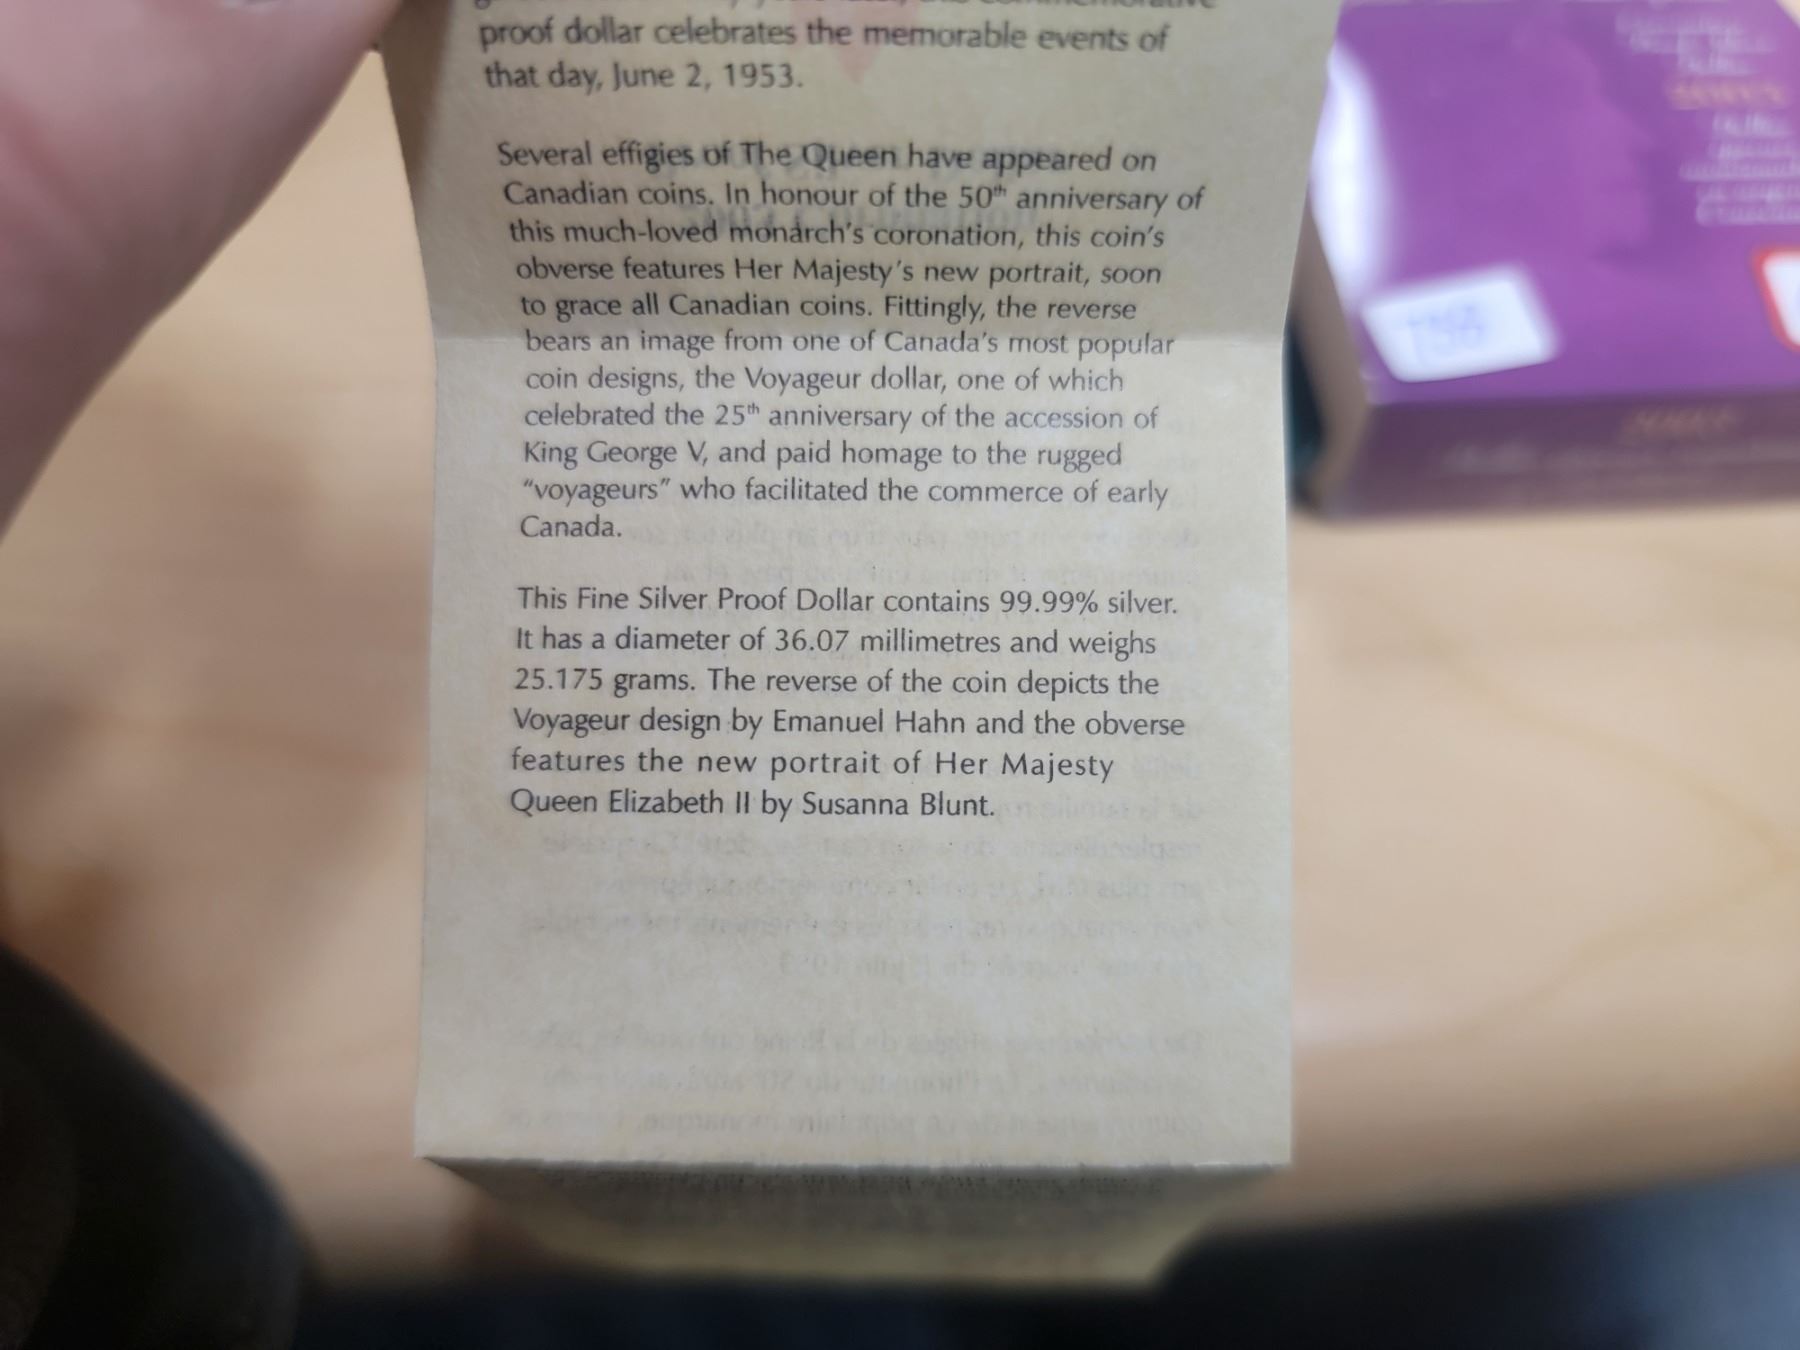 proof dollar celebrates the memorable events of
that day, June 2, 1953.
Several effigies of The Queen have appeared on
Canadian coins. In honour of the 50th anniversary of
this much-loved monarch's coronation, this coin's
obverse features Her Majesty's new portrait, soon
to grace all Canadian coins. Fittingly, the reverse
bears an image from one of Canada's most popular
coin designs, the Voyageur dollar, one of which
celebrated the 25th anniversary of the accession of
King George V, and paid homage to the rugged
"voyageurs" who facilitated the commerce of early
Canada.
This Fine Silver Proof Dollar contains 99.99% silver.
It has a diameter of 36.07 millimetres and weighs
25.175 grams. The reverse of the coin depicts the
Voyageur design by Emanuel Hahn and the obverse
features the new portrait of Her Majesty
Queen Elizabeth II by Susanna Blunt.